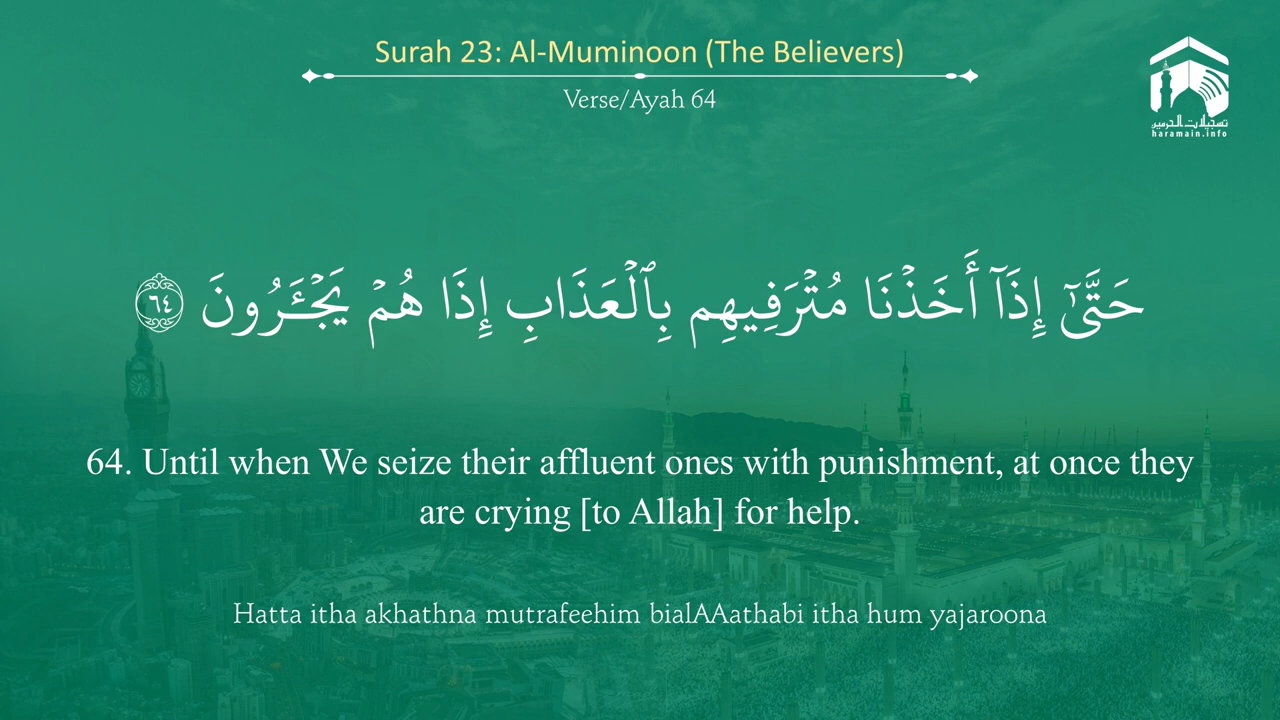 Surah 23: Al-Muminoon (The Believers)
Verse/Ayah 64
تسجيلات الحرمين
haramain.info
حَتَّىٰٓ إِذَآ أَخَذۡنَا مُتۡرَفِيهِم بِٱلۡعَذَابِ إِذَا هُمۡ يَجۡـَٔرُونَ ٦٤
64. Until when We seize their affluent ones with punishment, at once they
are crying [to Allah] for help.
Hatta itha akhathna mutrafeehim bialAAathabi itha hum yajaroona